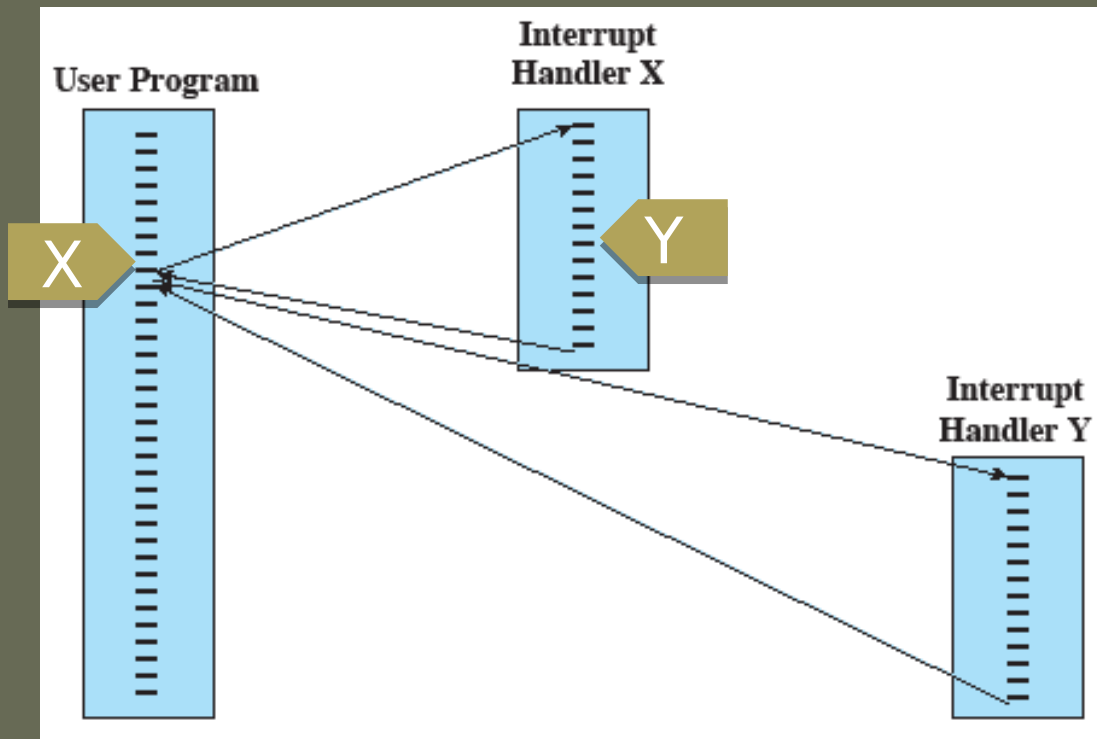 Interrupt
Handler X
User Program
X
Y
Interrupt
Handler Y